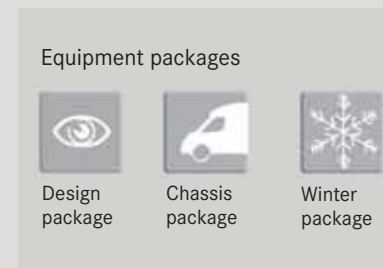 Equipment packages
Design
package
Chassis
package
Winter
package